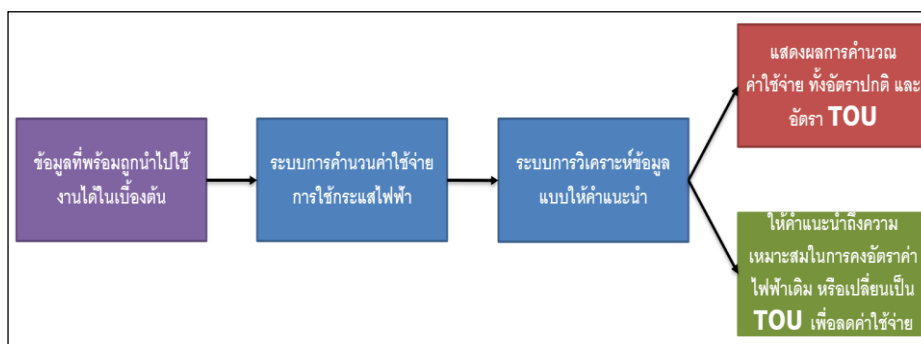 ข้อมูลที่พร้อมถูกนำไปใช้
งานได้ในเบื้องต้น
ระบบการคำนวนค่าใช้จ่าย
การใช้กระแสไฟฟ้า
ระบบการวิเคราะห์ข้อมูล
แบบให้คำแนะนำ
แสดงผลการคำนวณ
ค่าใช้จ่าย ทั้งอัตราปกติ และ
อัตรา TOU
ให้คำแนะนำถึงความ
เหมาะสมในการคงอัตราค่า
ไฟฟ้าเดิม หรือเปลี่ยนเป็น
TOU เพื่อลดค่าใช้จ่าย